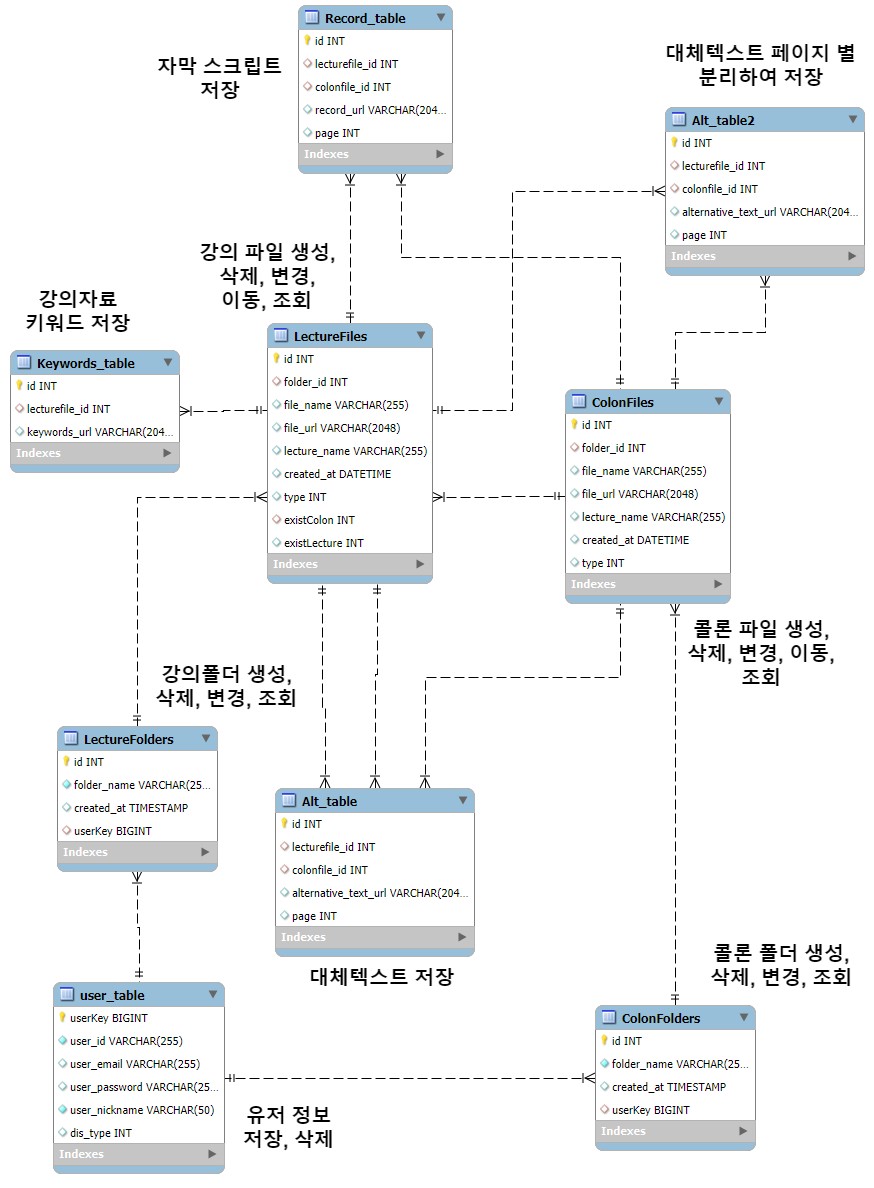 Record_table
id INT
lecturefile_id INT
colonfile_id INT
record_url VARCHAR(204...
page INT
Indexes
자막 스크립트
저장
대체텍스트 페이지 별
분리하여 저장
Alt_table2
id INT
lecturefile_id INT
colonfile_id INT
alternative_text_url VARCHAR(204...
page INT
Indexes
강의 파일 생성,
삭제, 변경,
이동, 조회
강의자료
키워드 저장
Keywords_table
id INT
lecturefile_id INT
keywords_url VARCHAR(204...
Indexes
LectureFiles
id INT
folder_id INT
file_name VARCHAR(255)
file_url VARCHAR(2048)
lecture_name VARCHAR(255)
created_at DATETIME
type INT
existColon INT
existLecture INT
Indexes
ColonFiles
id INT
folder_id INT
file_name VARCHAR(255)
file_url VARCHAR(2048)
lecture_name VARCHAR(255)
created_at DATETIME
type INT
Indexes
콜론 파일 생성,
삭제, 변경, 이동,
조회
강의폴더 생성,
삭제, 변경, 조회
LectureFolders
id INT
folder_name VARCHAR(25...
created_at TIMESTAMP
userKey BIGINT
Indexes
Alt_table
id INT
lecturefile_id INT
colonfile_id INT
alternative_text_url VARCHAR(204...
page INT
Indexes
대체텍스트 저장
user_table
userKey BIGINT
user_id VARCHAR(255)
user_email VARCHAR(255)
user_password VARCHAR(25...
user_nickname VARCHAR(50)
dis_type INT
Indexes
유저 정보
저장, 삭제
콜론 폴더 생성,
삭제, 변경, 조회
ColonFolders
id INT
folder_name VARCHAR(25...
created_at TIMESTAMP
userKey BIGINT
Indexes